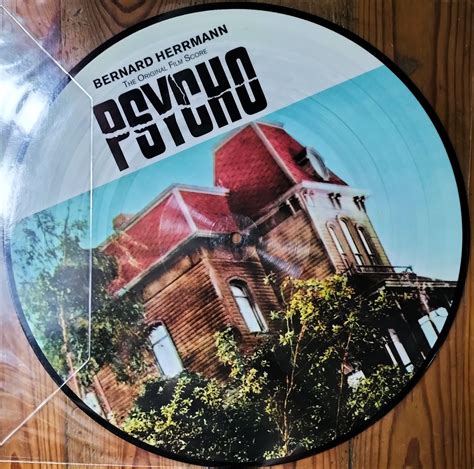 BERNARD HERRMANN
THE ORIGINAL FILM SCORE
PSYCHO